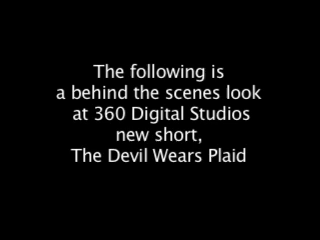 The following is
a behind the scenes look
at 360 Digital Studios
new short,
The Devil Wears Plaid